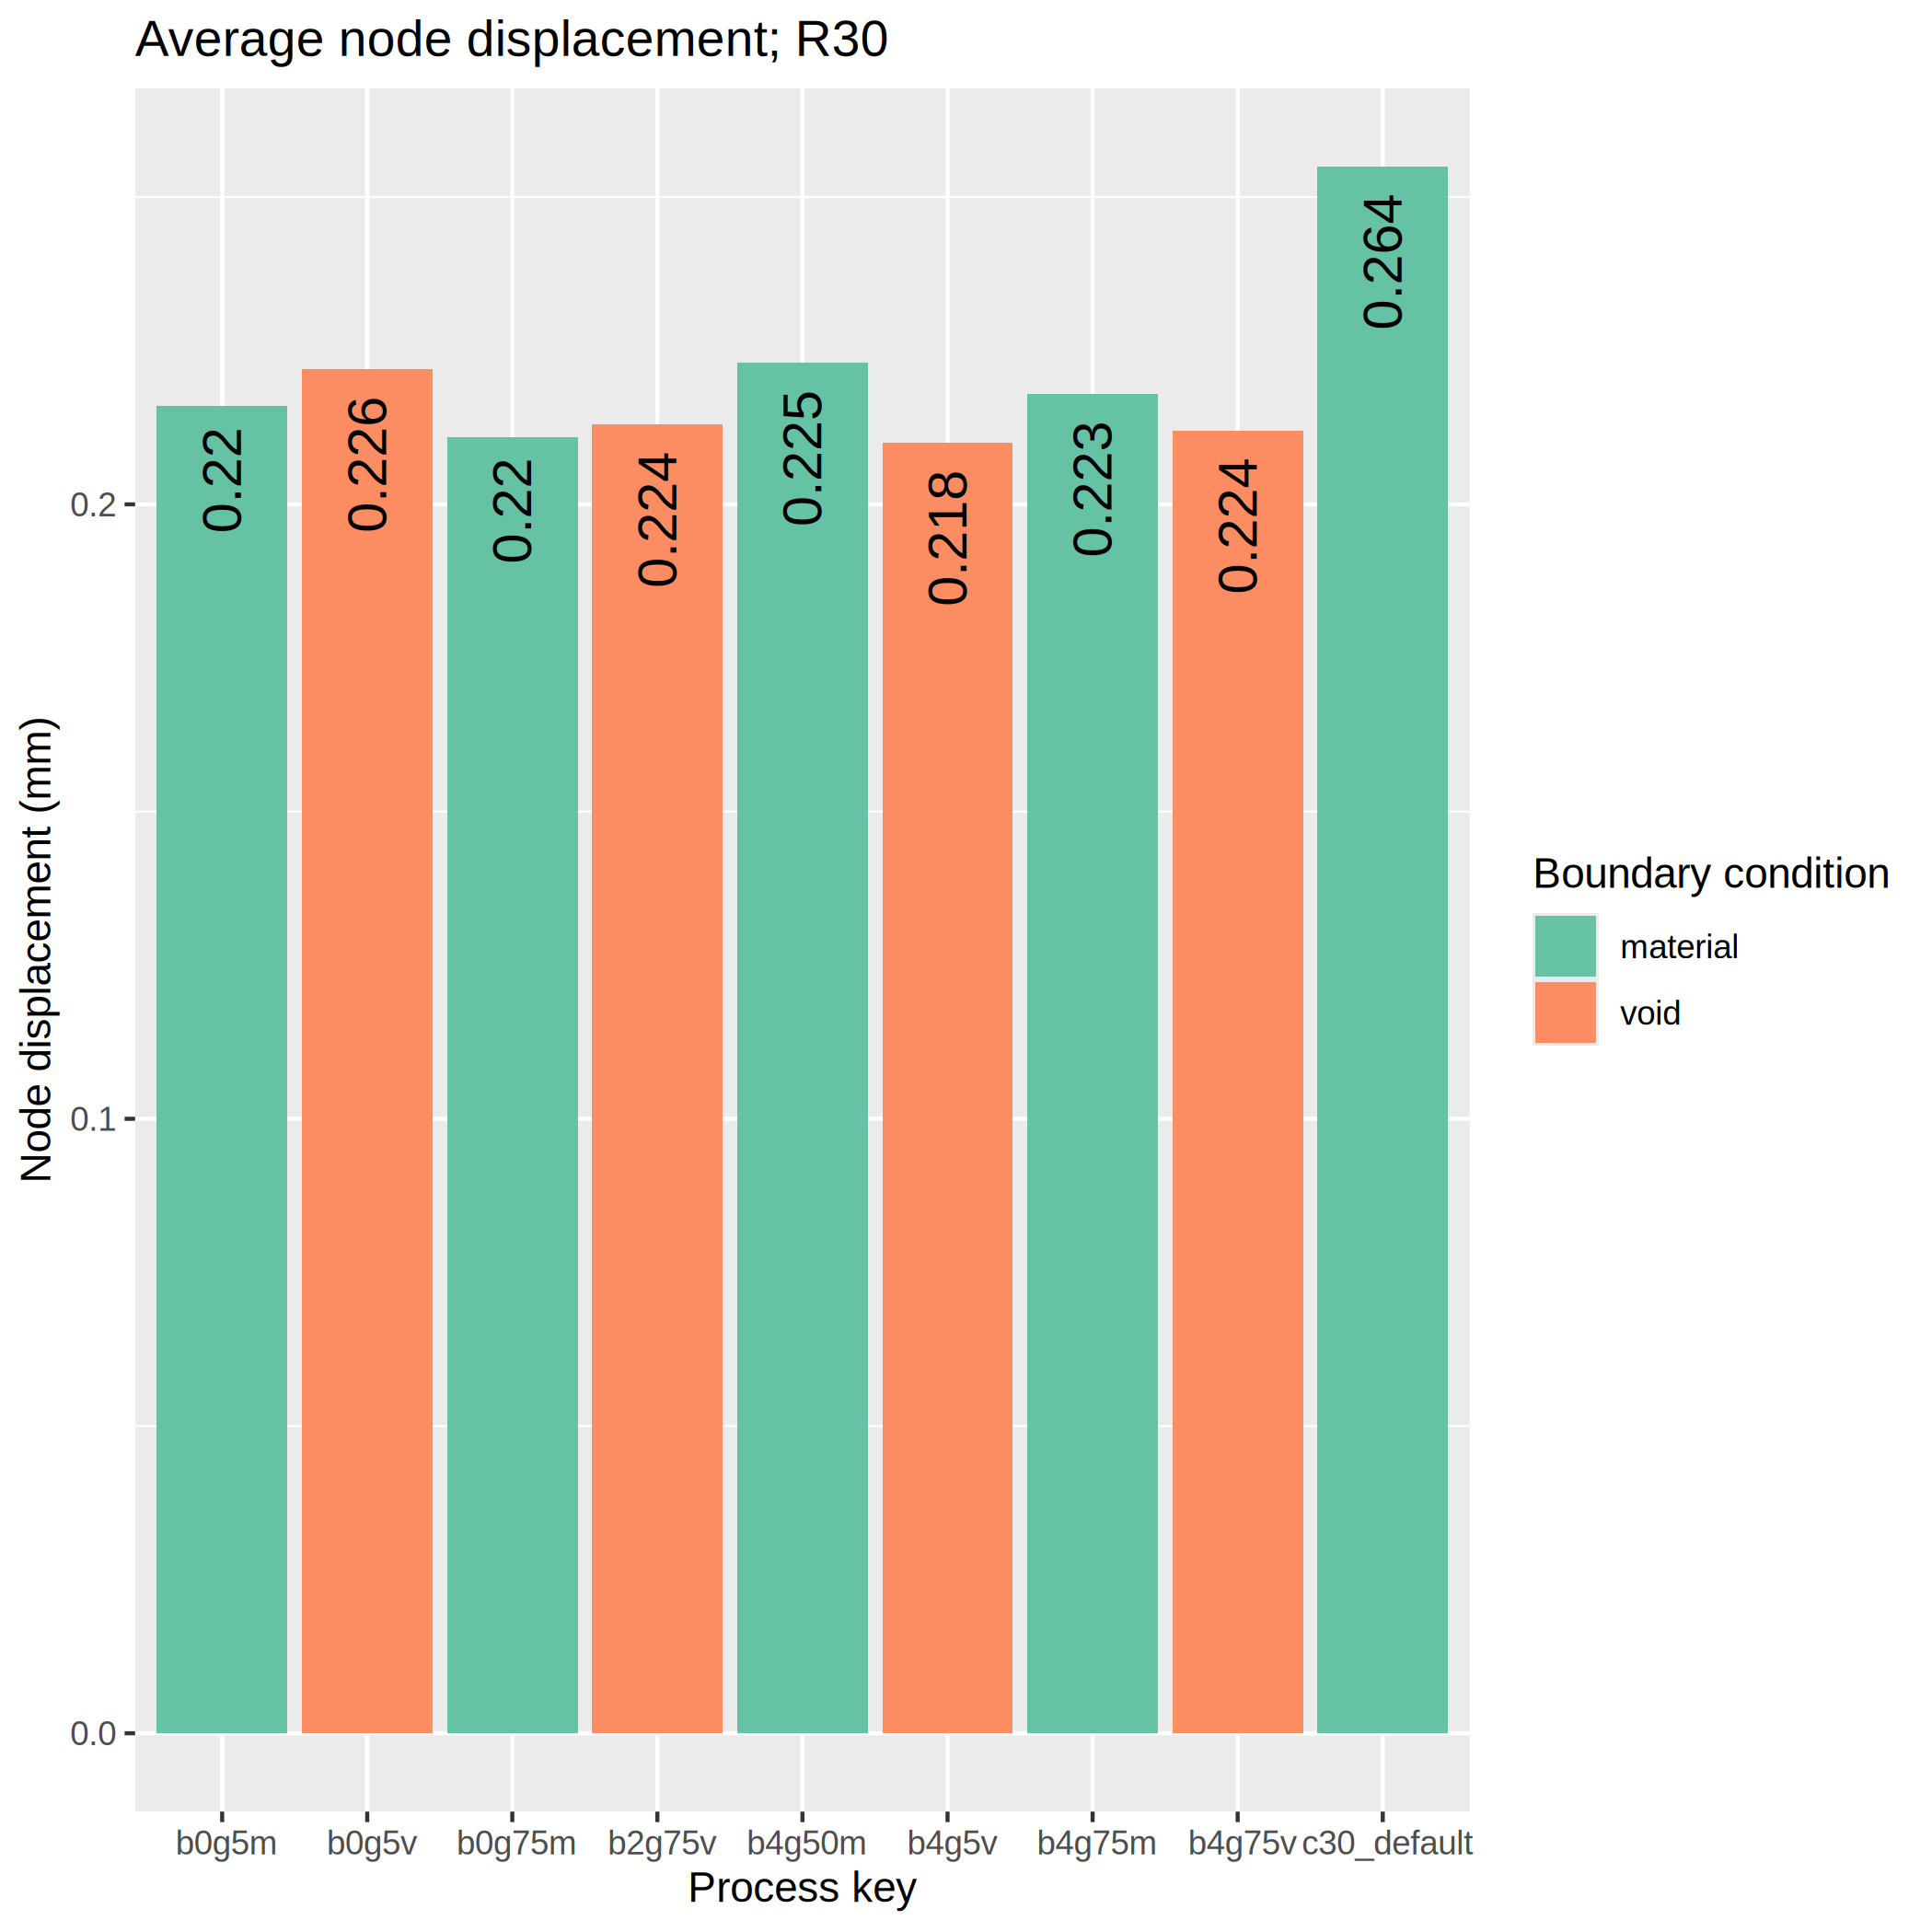 Average node displacement; R30
0.264
0.22
0.226
0.22
0.224
0.225
0.218
0.223
0.224
0.2
0.1
0.0
Node displacement (mm)
b0g5m b0g5v b0g75m b2g75v b4g50m b4g5v b4g75m b4g75v c30_default
Process key
Boundary condition
material
void